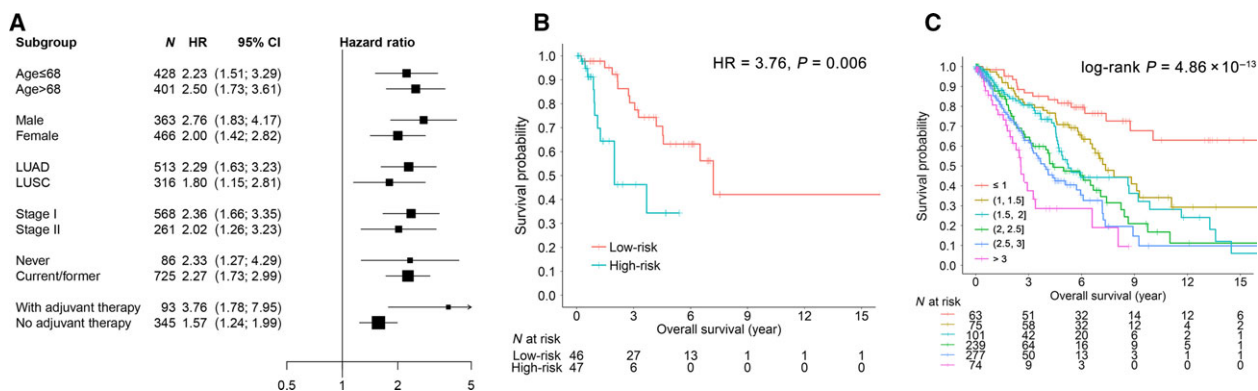 A
Subgroup N HR 95% CI Hazard ratio
Age≤68 428 2.23 (1.51; 3.29)
Age>68 401 2.50 (1.73; 3.61)
Male 363 2.76 (1.83; 4.17)
Female 466 2.00 (1.42; 2.82)
LUAD 513 2.29 (1.63; 3.23)
LUSC 316 1.80 (1.15; 2.81)
Stage I 568 2.36 (1.66; 3.35)
Stage II 261 2.02 (1.26; 3.23)
Never 86 2.33 (1.27; 4.29)
Current/former 725 2.27 (1.73; 2.99)
With adjuvant therapy 93 3.76 (1.78; 7.95)
No adjuvant therapy 345 1.57 (1.24; 1.99)
0.5 1 2 5
B
HR = 3.76, P = 0.006
Survival probability
1.0
0.9
0.8
0.7
0.6
0.5
0.4
0.3
0.2
0.1
0.0
Low-risk
High-risk
0 3 6 9 12 15
Overall survival (year)
N at risk
Low-risk 46 27 13 1 1 1
High-risk 47 6 0 0 0 0
C
log-rank P = 4.86 × 10⁻¹³
Survival probability
1.0
0.9
0.8
0.7
0.6
0.5
0.4
0.3
0.2
0.1
0.0
≤ 1
(1, 1.5]
(1.5, 2]
(2, 2.5]
(2.5, 3]
> 3
0 3 6 9 12 15
Overall survival (year)
N at risk
63 51 32 14 12 6
75 58 32 12 4 2
101 42 20 6 2 1
239 64 16 9 5 1
277 50 13 3 1 1
74 9 3 0 0 0